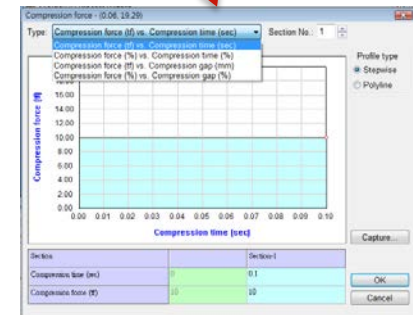 Compression force - (0.06, 19.29)
Type: Compression force (tf) vs. Compression time (sec) Section No.: 1
Compression force (tf) vs. Compression time (sec)
Compression force (%) vs. Compression time (%)
Compression force (tf) vs. Compression gap (mm)
Compression force (%) vs. Compression gap (%)
Profile type
Stepwise
Polyline
Compression force (tf)
16.00
14.00
12.00
10.00
8.00
6.00
4.00
2.00
0.00
0.00 0.01 0.02 0.03 0.04 0.05 0.06 0.07 0.08 0.09 0.10
Compression time (sec)
Capture...
Section Section-1
Compression time (sec) 0 0.1
Compression force (tf) 10 10
OK
Cancel